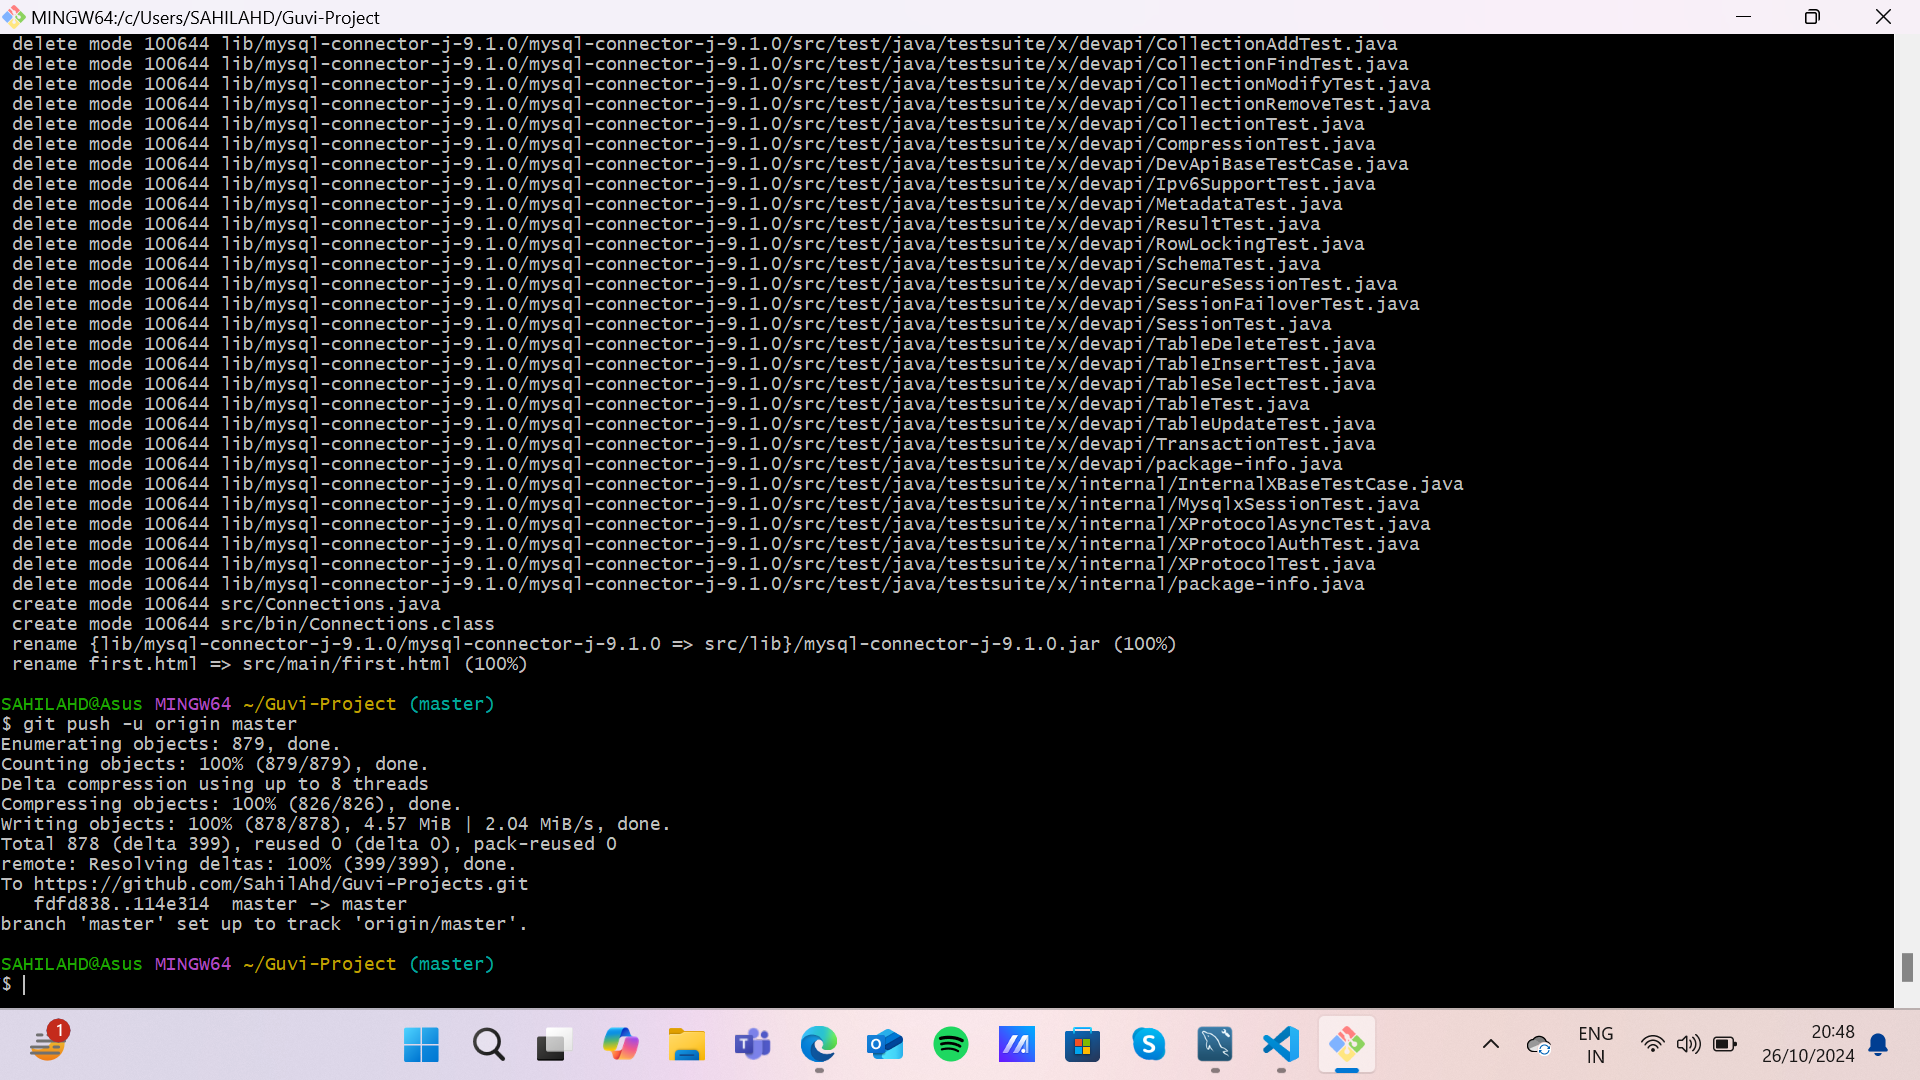 MINGW64:/c/Users/SAHILAHD/Guvi-Project
delete mode 100644 lib/mysql-connector-j-9.1.0/mysql-connector-j-9.1.0/src/test/java/testsuite/x/devapi/CollectionAddTest.java
delete mode 100644 lib/mysql-connector-j-9.1.0/mysql-connector-j-9.1.0/src/test/java/testsuite/x/devapi/CollectionFindTest.java
delete mode 100644 lib/mysql-connector-j-9.1.0/mysql-connector-j-9.1.0/src/test/java/testsuite/x/devapi/CollectionModifyTest.java
delete mode 100644 lib/mysql-connector-j-9.1.0/mysql-connector-j-9.1.0/src/test/java/testsuite/x/devapi/CollectionRemoveTest.java
delete mode 100644 lib/mysql-connector-j-9.1.0/mysql-connector-j-9.1.0/src/test/java/testsuite/x/devapi/CollectionTest.java
delete mode 100644 lib/mysql-connector-j-9.1.0/mysql-connector-j-9.1.0/src/test/java/testsuite/x/devapi/CompressionTest.java
delete mode 100644 lib/mysql-connector-j-9.1.0/mysql-connector-j-9.1.0/src/test/java/testsuite/x/devapi/DevApiBaseTestCase.java
delete mode 100644 lib/mysql-connector-j-9.1.0/mysql-connector-j-9.1.0/src/test/java/testsuite/x/devapi/Ipv6SupportTest.java
delete mode 100644 lib/mysql-connector-j-9.1.0/mysql-connector-j-9.1.0/src/test/java/testsuite/x/devapi/MetadataTest.java
delete mode 100644 lib/mysql-connector-j-9.1.0/mysql-connector-j-9.1.0/src/test/java/testsuite/x/devapi/ResultTest.java
delete mode 100644 lib/mysql-connector-j-9.1.0/mysql-connector-j-9.1.0/src/test/java/testsuite/x/devapi/RowLockingTest.java
delete mode 100644 lib/mysql-connector-j-9.1.0/mysql-connector-j-9.1.0/src/test/java/testsuite/x/devapi/SchemaTest.java
delete mode 100644 lib/mysql-connector-j-9.1.0/mysql-connector-j-9.1.0/src/test/java/testsuite/x/devapi/SecureSessionTest.java
delete mode 100644 lib/mysql-connector-j-9.1.0/mysql-connector-j-9.1.0/src/test/java/testsuite/x/devapi/SessionFailoverTest.java
delete mode 100644 lib/mysql-connector-j-9.1.0/mysql-connector-j-9.1.0/src/test/java/testsuite/x/devapi/SessionTest.java
delete mode 100644 lib/mysql-connector-j-9.1.0/mysql-connector-j-9.1.0/src/test/java/testsuite/x/devapi/TableDeleteTest.java
delete mode 100644 lib/mysql-connector-j-9.1.0/mysql-connector-j-9.1.0/src/test/java/testsuite/x/devapi/TableInsertTest.java
delete mode 100644 lib/mysql-connector-j-9.1.0/mysql-connector-j-9.1.0/src/test/java/testsuite/x/devapi/TableSelectTest.java
delete mode 100644 lib/mysql-connector-j-9.1.0/mysql-connector-j-9.1.0/src/test/java/testsuite/x/devapi/TableTest.java
delete mode 100644 lib/mysql-connector-j-9.1.0/mysql-connector-j-9.1.0/src/test/java/testsuite/x/devapi/TableUpdateTest.java
delete mode 100644 lib/mysql-connector-j-9.1.0/mysql-connector-j-9.1.0/src/test/java/testsuite/x/devapi/TransactionTest.java
delete mode 100644 lib/mysql-connector-j-9.1.0/mysql-connector-j-9.1.0/src/test/java/testsuite/x/devapi/package-info.java
delete mode 100644 lib/mysql-connector-j-9.1.0/mysql-connector-j-9.1.0/src/test/java/testsuite/x/internal/InternalXBaseTestCase.java
delete mode 100644 lib/mysql-connector-j-9.1.0/mysql-connector-j-9.1.0/src/test/java/testsuite/x/internal/MysqlxSessionTest.java
delete mode 100644 lib/mysql-connector-j-9.1.0/mysql-connector-j-9.1.0/src/test/java/testsuite/x/internal/XProtocolAsyncTest.java
delete mode 100644 lib/mysql-connector-j-9.1.0/mysql-connector-j-9.1.0/src/test/java/testsuite/x/internal/XProtocolAuthTest.java
delete mode 100644 lib/mysql-connector-j-9.1.0/mysql-connector-j-9.1.0/src/test/java/testsuite/x/internal/XProtocolTest.java
delete mode 100644 lib/mysql-connector-j-9.1.0/mysql-connector-j-9.1.0/src/test/java/testsuite/x/internal/package-info.java
create mode 100644 src/Connections.java
create mode 100644 src/bin/Connections.class
rename {lib/mysql-connector-j-9.1.0/mysql-connector-j-9.1.0 => src/lib}/mysql-connector-j-9.1.0.jar (100%)
rename first.html => src/main/first.html (100%)
SAHILAHD@Asus MINGW64 ~/Guvi-Project (master)
$ git push -u origin master
Enumerating objects: 879, done.
Counting objects: 100% (879/879), done.
Delta compression using up to 8 threads
Compressing objects: 100% (826/826), done.
Writing objects: 100% (878/878), 4.57 MiB | 2.04 MiB/s, done.
Total 878 (delta 399), reused 0 (delta 0), pack-reused 0
remote: Resolving deltas: 100% (399/399), done.
To https://github.com/SahilAhd/Guvi-Projects.git
fdfd838..114e314 master -> master
branch 'master' set up to track 'origin/master'.
SAHILAHD@Asus MINGW64 ~/Guvi-Project (master)
$
1
ENG
IN
20:48
26/10/2024